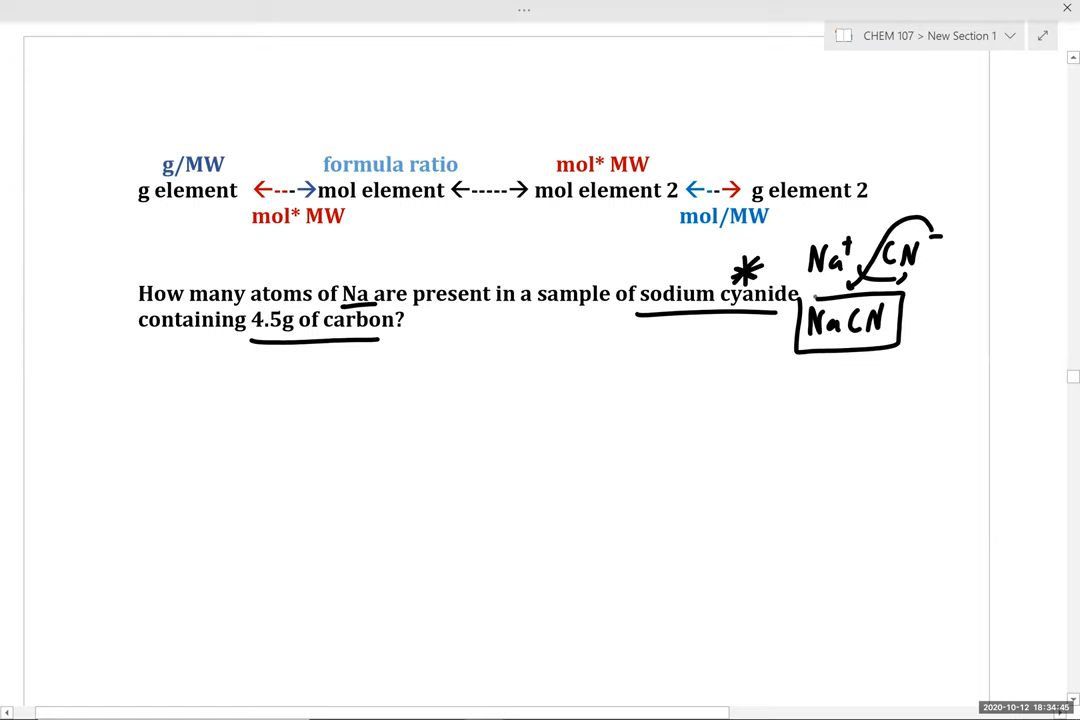 CHEM 107 > New Section 1
g/MW formula ratio mol* MW
g element <---->mol element <-----> mol element 2 <---> g element 2
mol* MW mol/MW
Na+ CN-
How many atoms of Na are present in a sample of sodium cyanide
containing 4.5g of carbon?
NaCN
2020-10-12 18:34:45